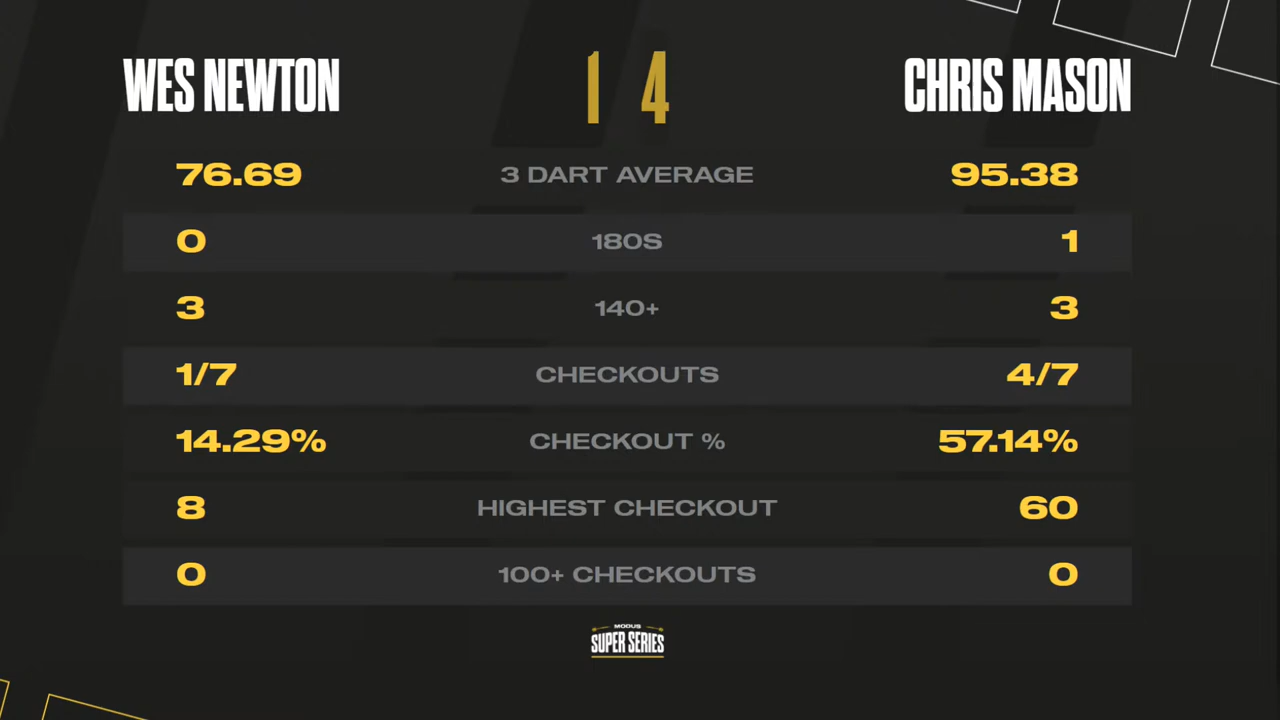 WES NEWTON 1 4 CHRIS MASON
76.69 3 DART AVERAGE 95.38
0 180S 1
3 140+ 3
1/7 CHECKOUTS 4/7
14.29% CHECKOUT % 57.14%
8 HIGHEST CHECKOUT 60
0 100+ CHECKOUTS 0
MODUS
SUPER SERIES